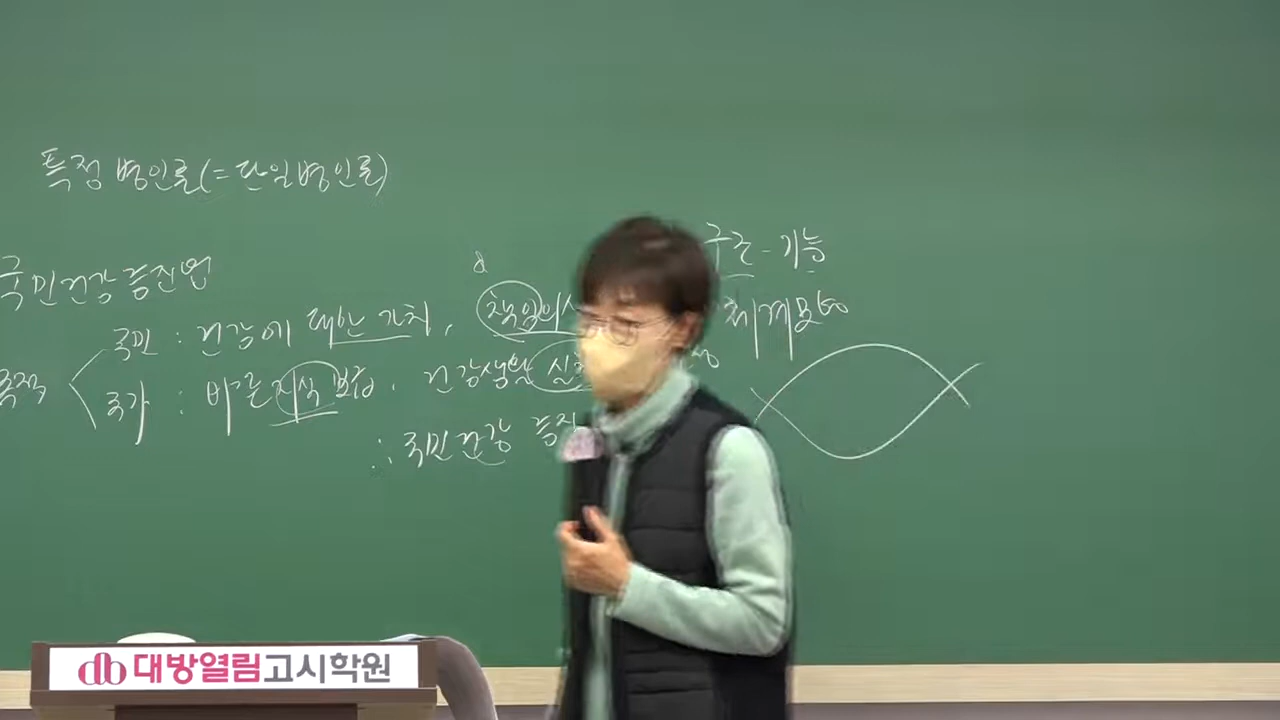 특정 병인론(=단일병인론)
국민건강증진법
목적
국민 : 건강에 대한 가치, 책임의식
국가 : 바른 지식 보급, 건강생활 실
∴ 국민건강 증진
구조-기능
체계모형
대방열림고시학원